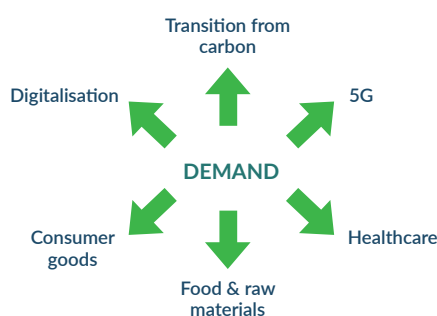 Transition from
carbon
Digitalisation
5G
DEMAND
Consumer
goods
Healthcare
Food & raw
materials